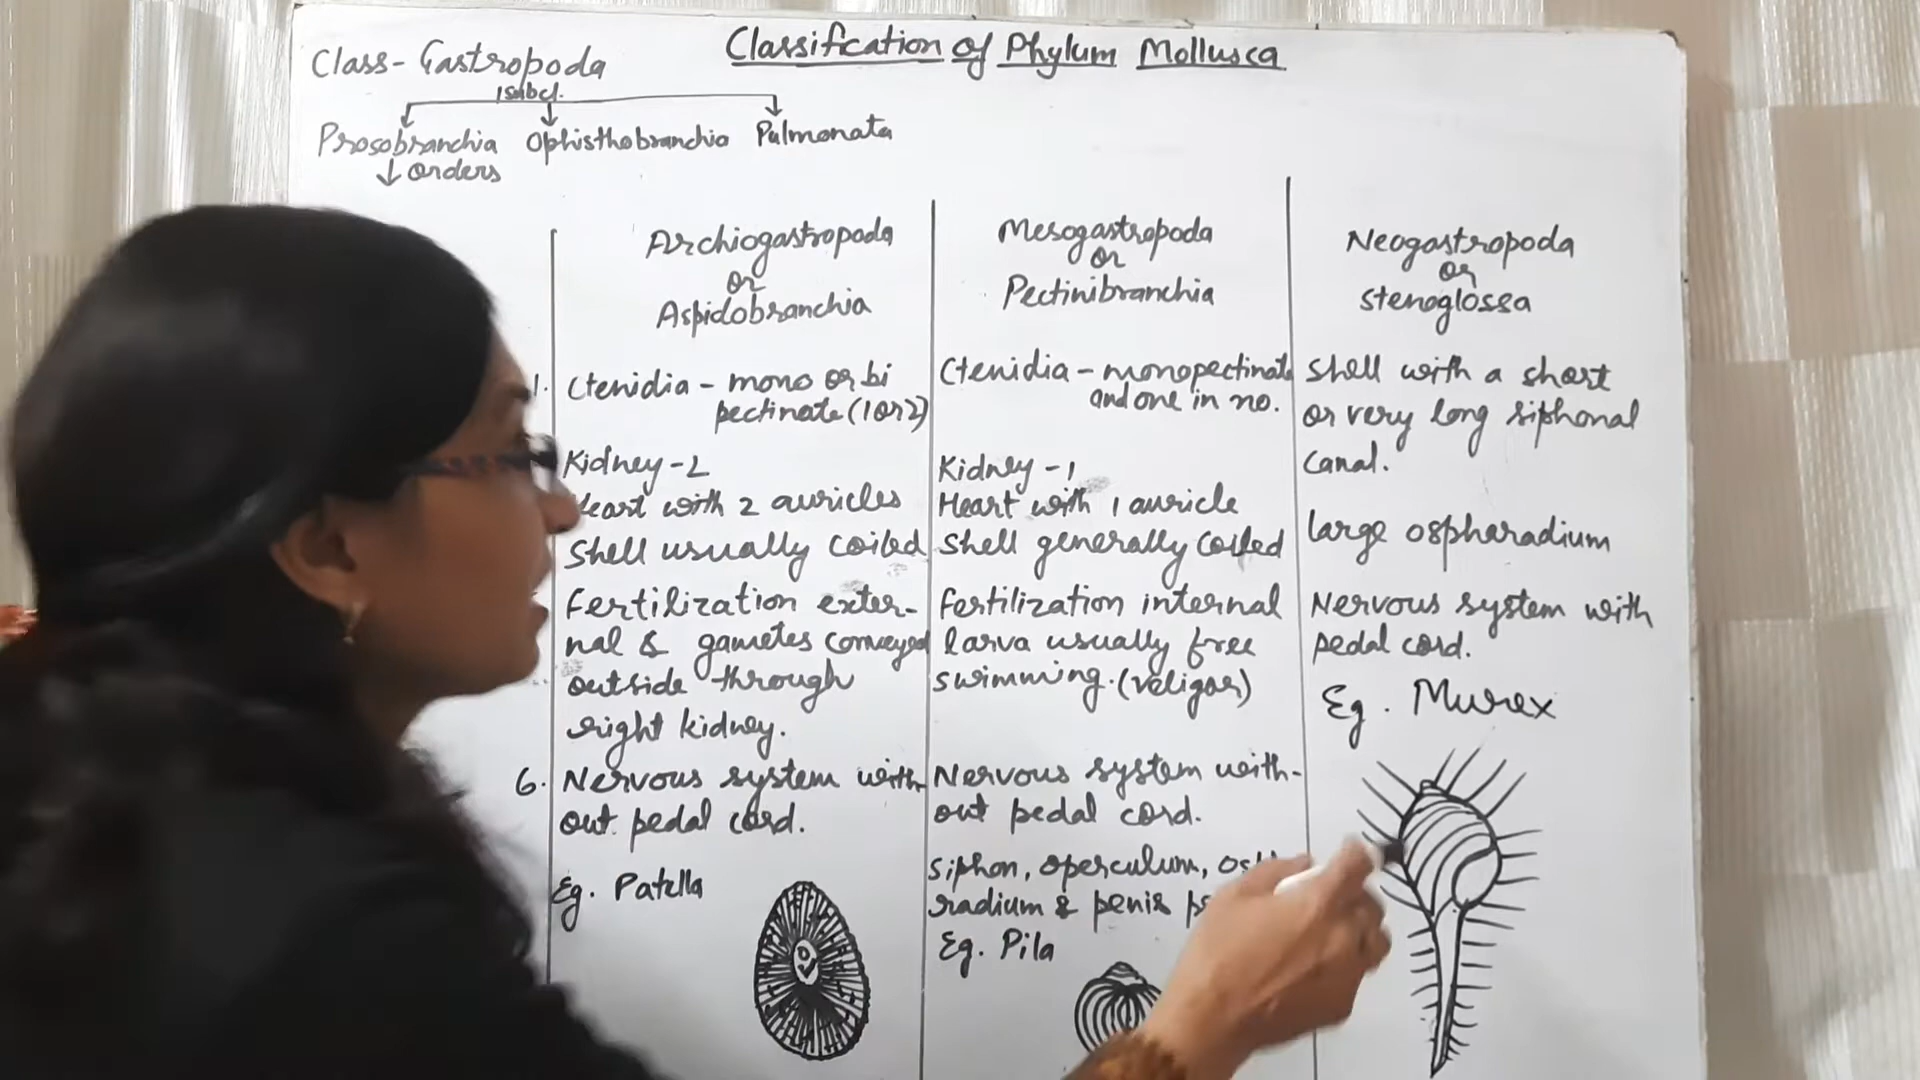 Classification of Phylum Mollusca
Class- Gastropoda
subcl.
Prosobranchia Ophisthobranchia Pulmonata
orders
Archiogastropoda
or
Aspidobranchia
1. Ctenidia - mono or bi
pectinate (1 or 2)
Kidney - 2
Heart with 2 auricles
Shell usually coiled
Fertilization exter-
nal & gametes conveyed
outside through
right kidney.
6. Nervous system with
out pedal cord.
Eg. Patella
Mesogastropoda
or
Pectinibranchia
Ctenidia - monopectinate
and one in no.
Kidney - 1
Heart with 1 auricle
Shell generally coiled
Fertilization internal
larva usually free
swimming. (veligar)
Nervous system with-
out pedal cord.
Siphon, operculum,
radium & penis
Eg. Pila
Neogastropoda
or
Stenoglossa
Shell with a short
or very long siphonal
canal.
large ospharadium
Nervous system with
pedal cord.
Eg. Murex